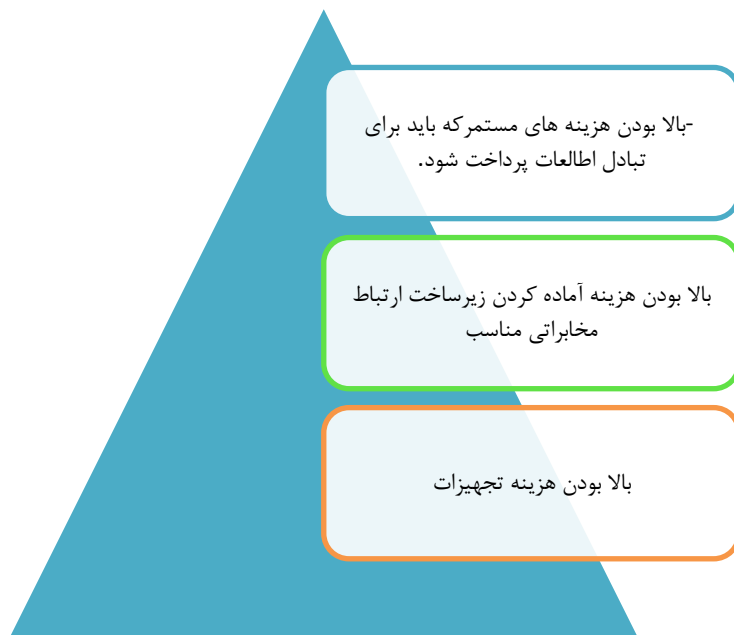 -بالا بودن هزینه های مستمرکه باید برای
تبادل اطالعات پرداخت شود.
بالا بودن هزینه آماده کردن زیرساخت ارتباط
مخابراتی مناسب
بالا بودن هزینه تجهیزات